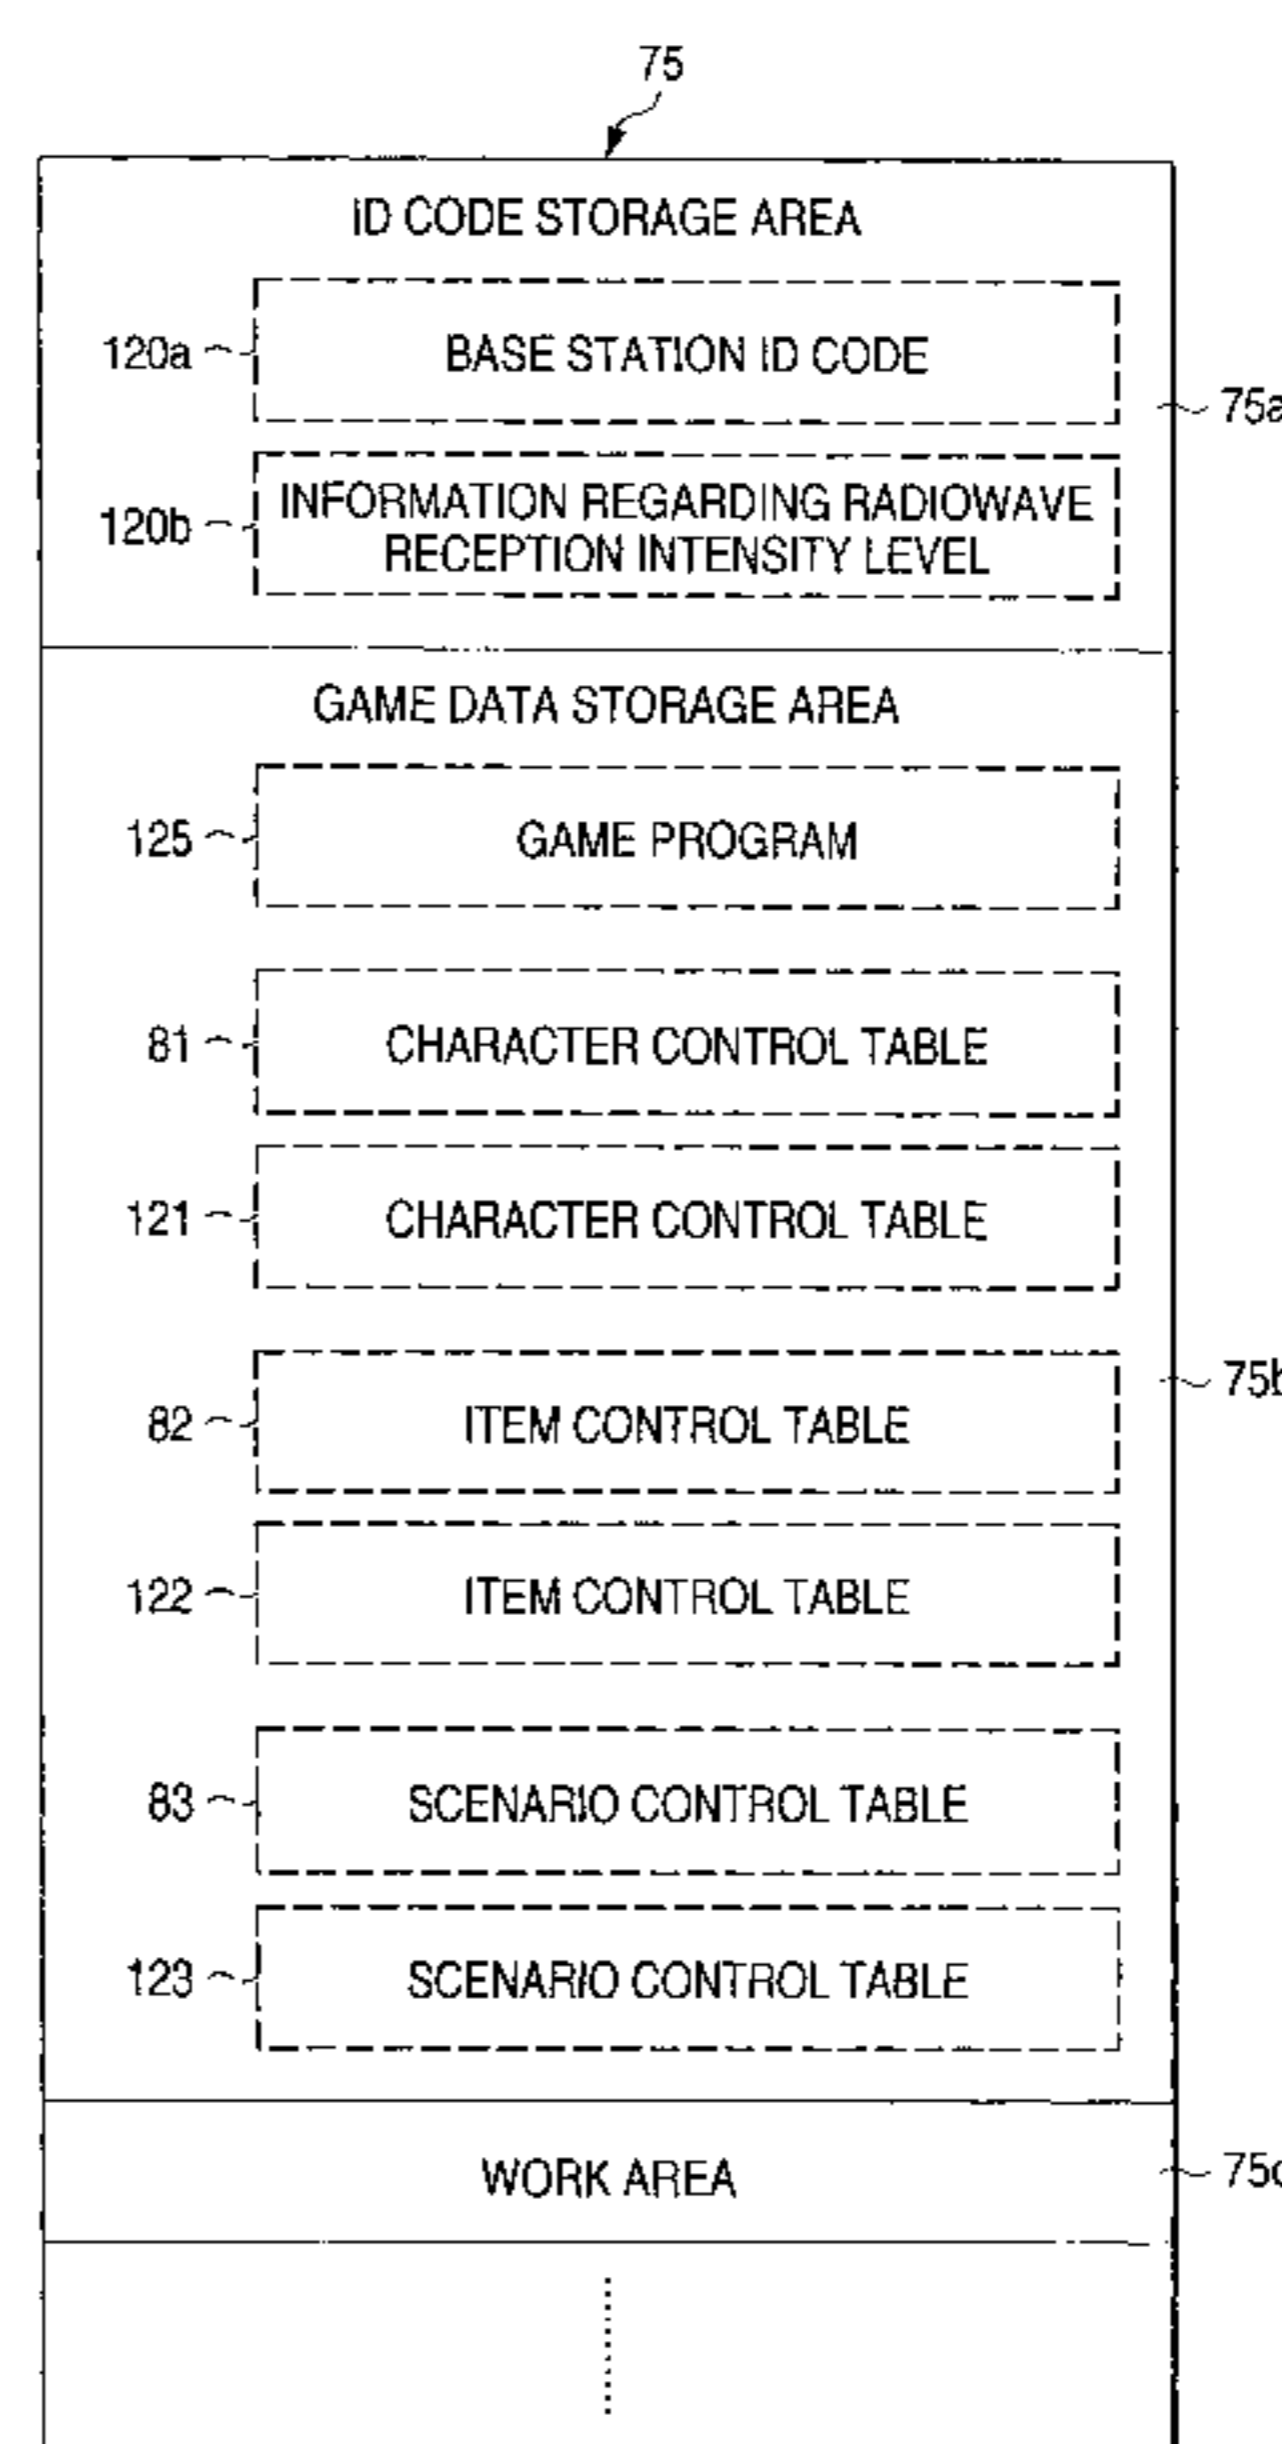 75
ID CODE STORAGE AREA
120a
BASE STATION ID CODE
75a
120b
INFORMATION REGARDING RADIOWAVE
RECEPTION INTENSITY LEVEL
GAME DATA STORAGE AREA
125
GAME PROGRAM
81
CHARACTER CONTROL TABLE
121
CHARACTER CONTROL TABLE
75b
82
ITEM CONTROL TABLE
122
ITEM CONTROL TABLE
83
SCENARIO CONTROL TABLE
123
SCENARIO CONTROL TABLE
WORK AREA
75c